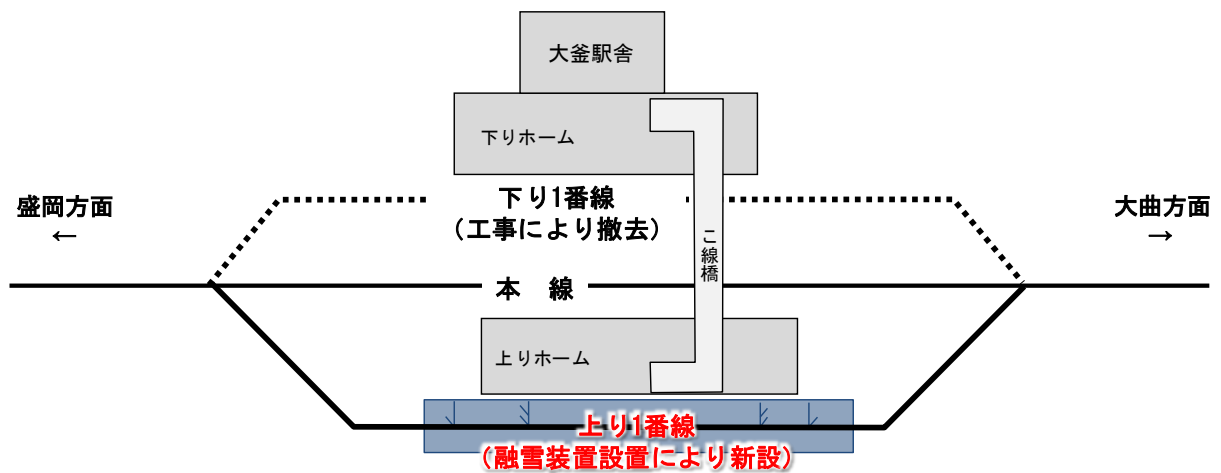 大釜駅舎
下りホーム
下り1番線
(工事により撤去)
盛岡方面
←
大曲方面
→
こ線橋
本　線
上りホーム
上り1番線
(融雪装置設置により新設)